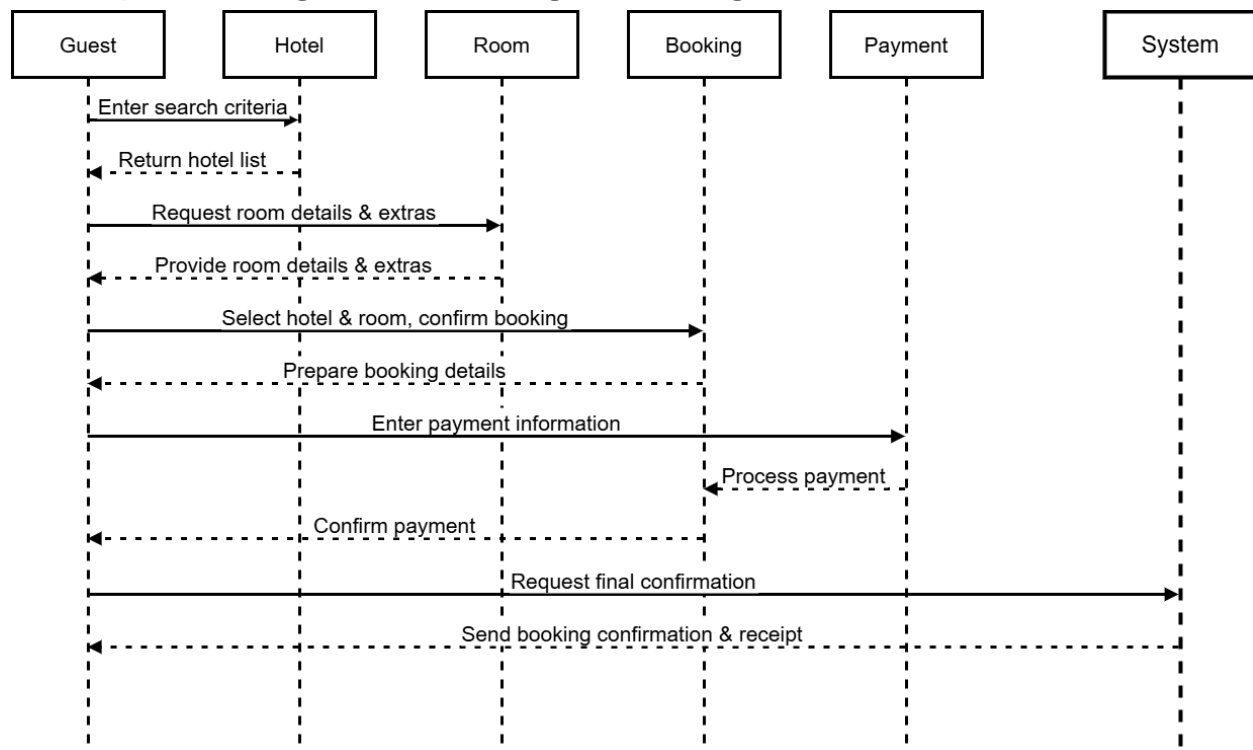 Guest
Hotel
Room
Booking
Payment
System
Enter search criteria
Return hotel list
Request room details & extras
Provide room details & extras
Select hotel & room, confirm booking
Prepare booking details
Enter payment information
Process payment
Confirm payment
Request final confirmation
Send booking confirmation & receipt